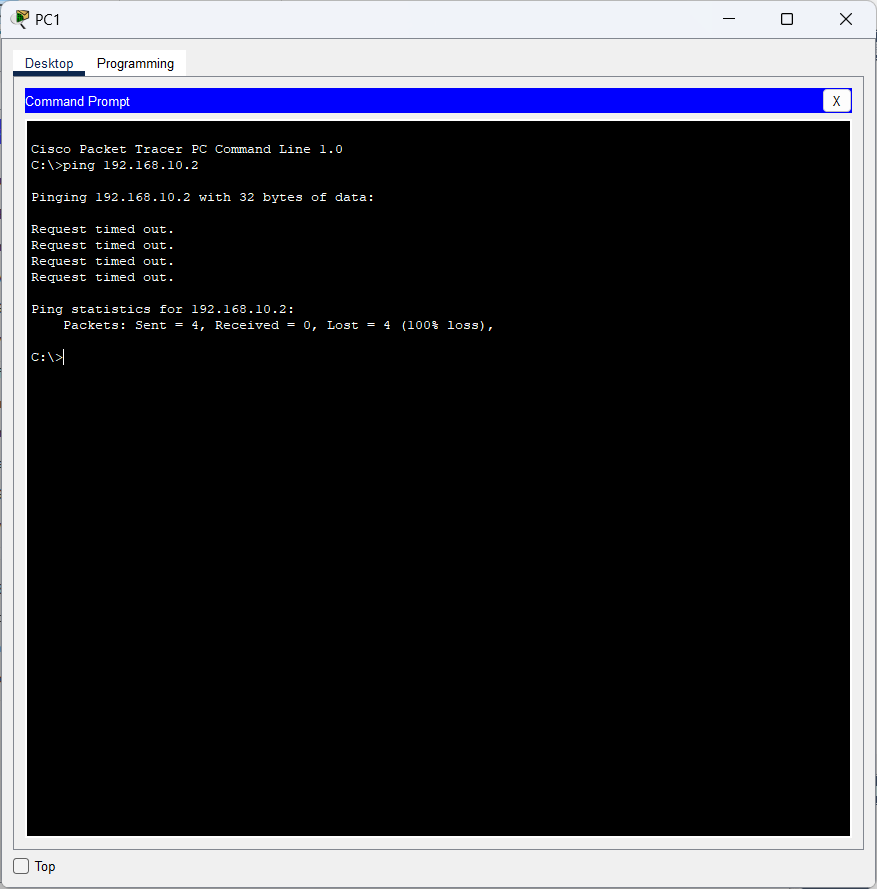 PC1
Desktop
Programming
Command Prompt
X
Cisco Packet Tracer PC Command Line 1.0
C:\>ping 192.168.10.2
Pinging 192.168.10.2 with 32 bytes of data:
Request timed out.
Request timed out.
Request timed out.
Request timed out.
Ping statistics for 192.168.10.2:
    Packets: Sent = 4, Received = 0, Lost = 4 (100% loss),
C:\>
Top